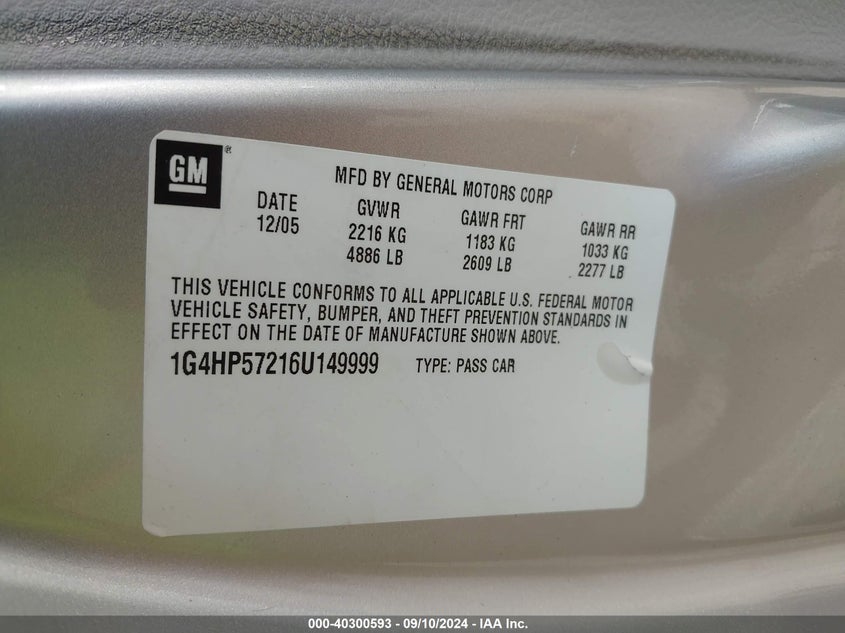 GM®
MFD BY GENERAL MOTORS CORP
DATE GVWR GAWR FRT GAWR RR
12/05 2216 KG 1183 KG 1033 KG
4886 LB 2609 LB 2277 LB
THIS VEHICLE CONFORMS TO ALL APPLICABLE U.S. FEDERAL MOTOR
VEHICLE SAFETY, BUMPER, AND THEFT PREVENTION STANDARDS IN
EFFECT ON THE DATE OF MANUFACTURE SHOWN ABOVE.
1G4HP57216U149999 TYPE: PASS CAR
000-40300593 - 09/10/2024 - IAA Inc.